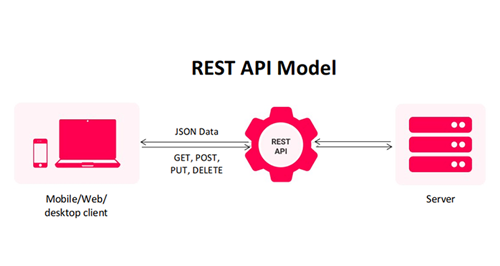 REST API Model
JSON Data
GET, POST,
PUT, DELETE
REST
API
Mobile/Web/
desktop client
Server